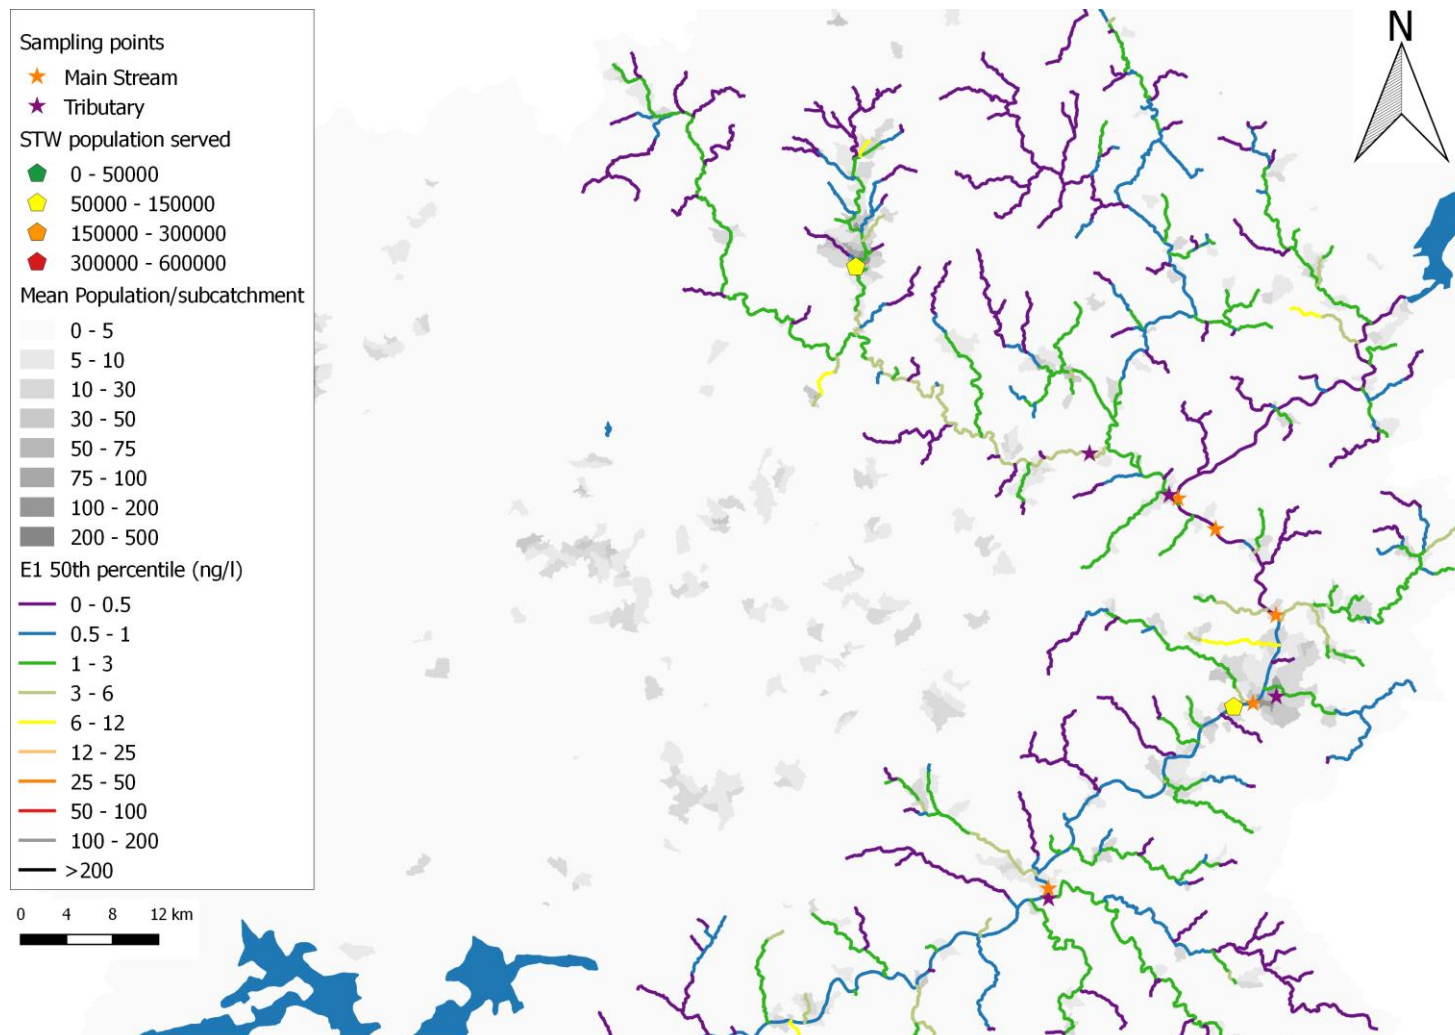 Sampling points
Main Stream
Tributary
STW population served
0 - 50000
50000 - 150000
150000 - 300000
300000 - 600000
Mean Population/subcatchment
0 - 5
5 - 10
10 - 30
30 - 50
50 - 75
75 - 100
100 - 200
200 - 500
E1 50th percentile (ng/l)
0 - 0.5
0.5 - 1
1 - 3
3 - 6
6 - 12
12 - 25
25 - 50
50 - 100
100 - 200
>200
0 4 8 12 km
N